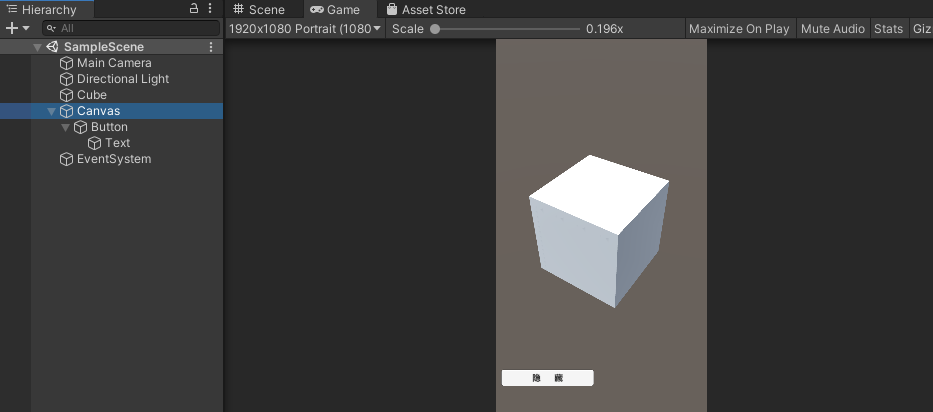 Hierarchy
All
SampleScene
Main Camera
Directional Light
Cube
Canvas
Button
Text
EventSystem
Scene Game Asset Store
1920x1080 Portrait (1080 Scale 0.196x Maximize On Play Mute Audio Stats Giz
隐 藏